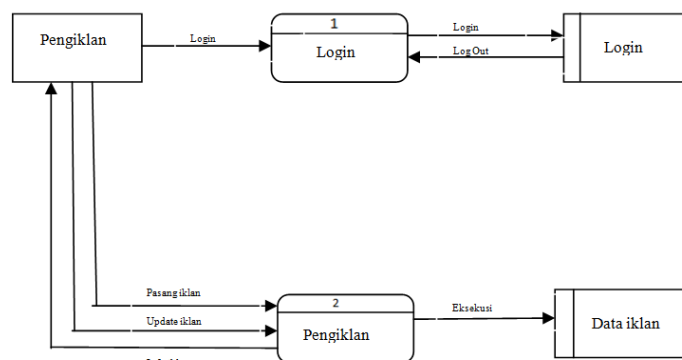 Pengiklan
Login
1
Login
Login
LogOut
Login
Pasang iklan
Update iklan
2
Pengiklan
Eksekusi
Data iklan